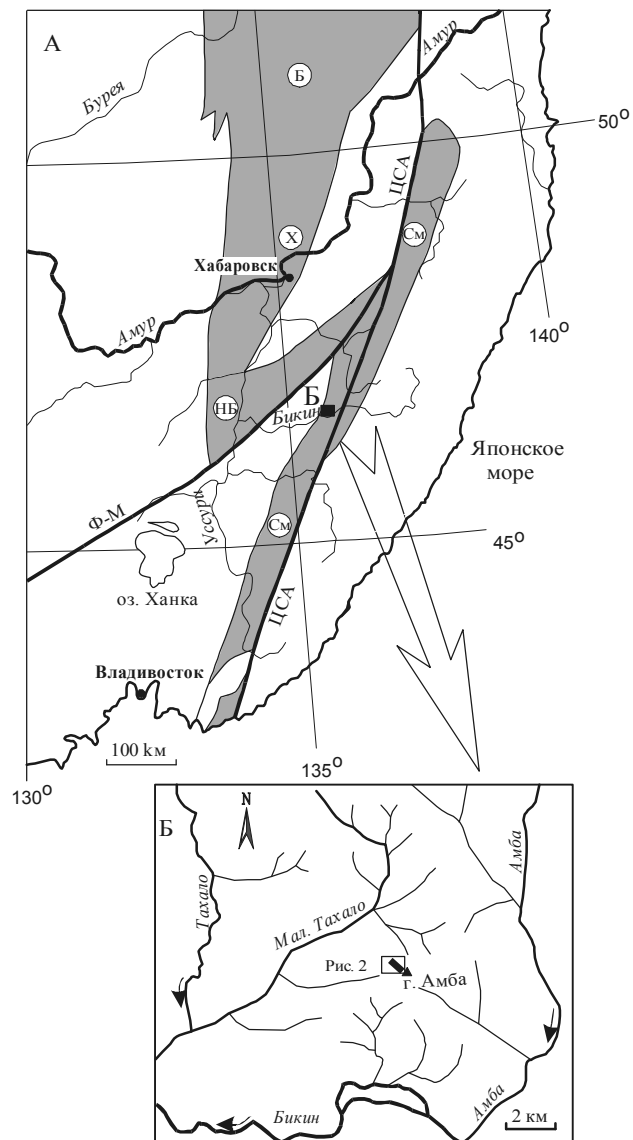 А
Бурея
Б
Амур
50°
ЦСА
См
Х
Хабаровск
140°
Амур
Б
НБ
Бикин
Японское
море
Ф-М
Уссури
См
45°
оз. Ханка
ЦСА
Владивосток
100 км
135°
130°
Б
N
Амба
Тахало
Мал. Тахало
Рис. 2
г. Амба
Амба
Бикин
2 км